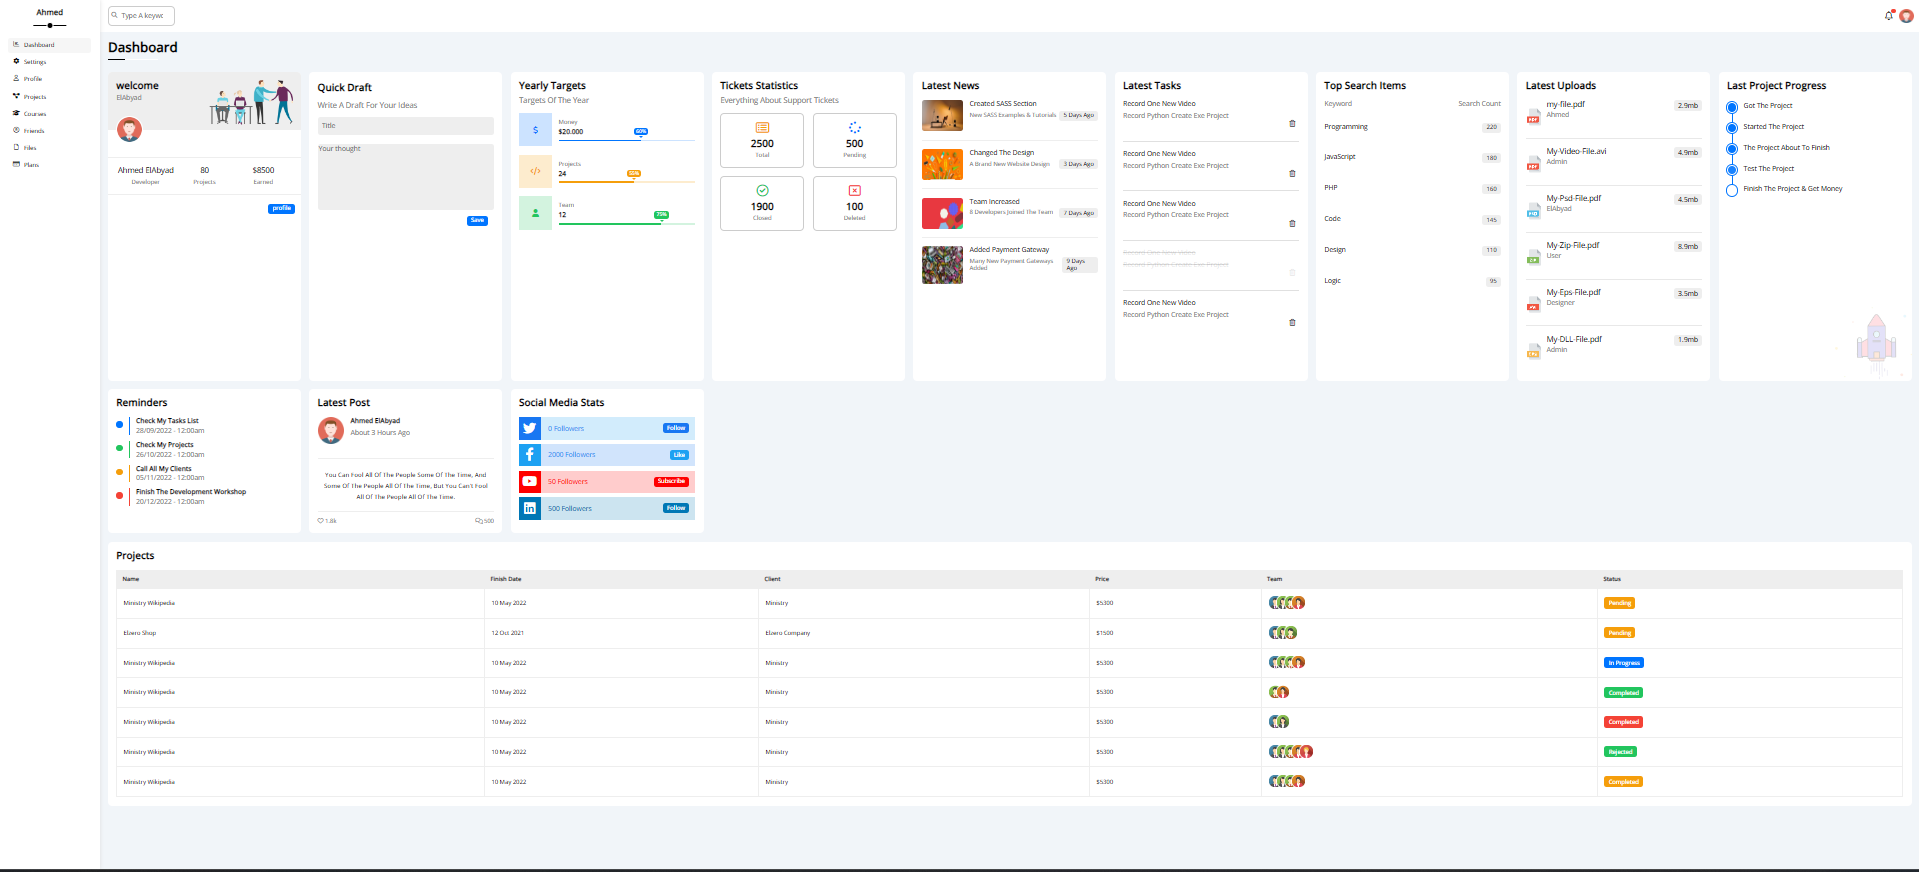 Ahmed
Dashboard
Settings
Profile
Projects
Courses
Friends
Files
Plans
Type A keywo
Dashboard
welcome
ElAbyad
Ahmed ElAbyad
Developer
80
Projects
$8500
Earned
profile
Quick Draft
Write A Draft For Your Ideas
Title
Your thought
Save
Yearly Targets
Targets Of The Year
Money
$20.000
60%
Projects
24
55%
Team
12
75%
Tickets Statistics
Everything About Support Tickets
2500
Total
500
Pending
1900
Closed
100
Deleted
Latest News
Created SASS Section
New SASS Examples & Tutorials
5 Days Ago
Changed The Design
A Brand New Website Design
3 Days Ago
Team Increased
8 Developers Joined The Team
7 Days Ago
Added Payment Gateway
Many New Payment Gateways
Added
9 Days
Ago
Latest Tasks
Record One New Video
Record Python Create Exe Project
Record One New Video
Record Python Create Exe Project
Record One New Video
Record Python Create Exe Project
Record One New Video
Record Python Create Exe Project
Record One New Video
Record Python Create Exe Project
Top Search Items
Keyword
Search Count
Programming
220
JavaScript
180
PHP
160
Code
145
Design
110
Logic
95
Latest Uploads
my-file.pdf
Ahmed
2.9mb
My-Video-File.avi
Admin
4.9mb
My-Psd-File.pdf
ElAbyad
4.5mb
My-Zip-File.pdf
User
8.9mb
My-Eps-File.pdf
Designer
3.5mb
My-DLL-File.pdf
Admin
1.9mb
Last Project Progress
Got The Project
Started The Project
The Project About To Finish
Test The Project
Finish The Project & Get Money
Reminders
Check My Tasks List
28/09/2022 - 12:00am
Check My Projects
26/10/2022 - 12:00am
Call All My Clients
05/11/2022 - 12:00am
Finish The Development Workshop
20/12/2022 - 12:00am
Latest Post
Ahmed ElAbyad
About 3 Hours Ago
You Can Fool All Of The People Some Of The Time, And
Some Of The People All Of The Time, But You Can't Fool
All Of The People All Of The Time.
1.8k
500
Social Media Stats
0 Followers
Follow
2000 Followers
Like
50 Followers
Subscribe
500 Followers
Follow
Projects
Name Finish Date Client Price Team Status
Ministry Wikipedia 10 May 2022 Ministry $5300 Pending
Elzero Shop 12 Oct 2021 Elzero Company $1500 Pending
Ministry Wikipedia 10 May 2022 Ministry $5300 In Progress
Ministry Wikipedia 10 May 2022 Ministry $5300 Completed
Ministry Wikipedia 10 May 2022 Ministry $5300 Completed
Ministry Wikipedia 10 May 2022 Ministry $5300 Rejected
Ministry Wikipedia 10 May 2022 Ministry $5300 Completed